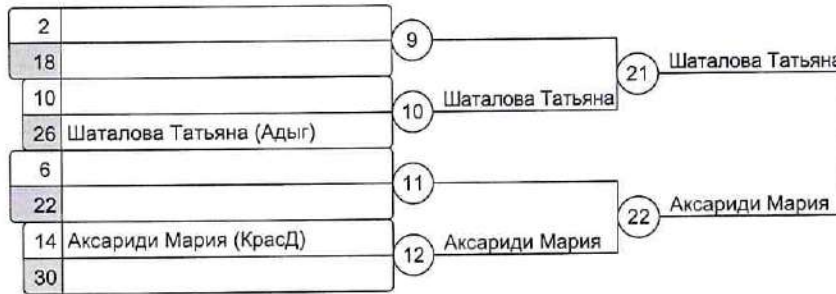 2
9
18
21 Шаталова Татьяна
10
10 Шаталова Татьяна
26 Шаталова Татьяна (Адыг)
6
11
22
22 Аксариди Мария
14 Аксариди Мария (КрасД)
12 Аксариди Мария
30